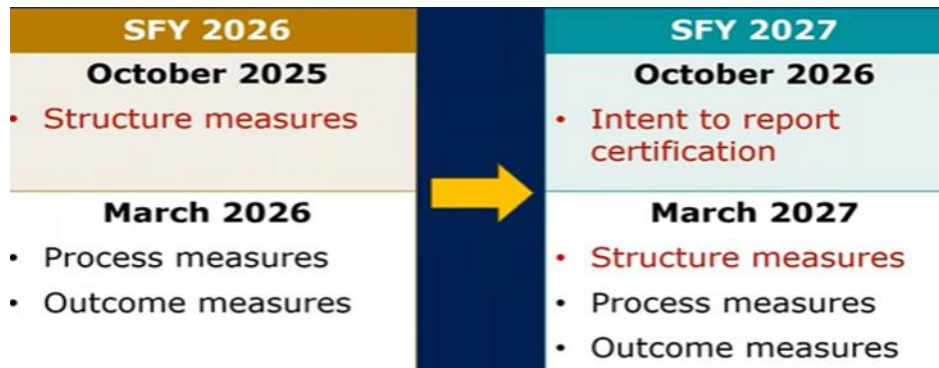 SFY 2026
October 2025
• Structure measures
March 2026
• Process measures
• Outcome measures
SFY 2027
October 2026
• Intent to report
certification
March 2027
• Structure measures
• Process measures
• Outcome measures